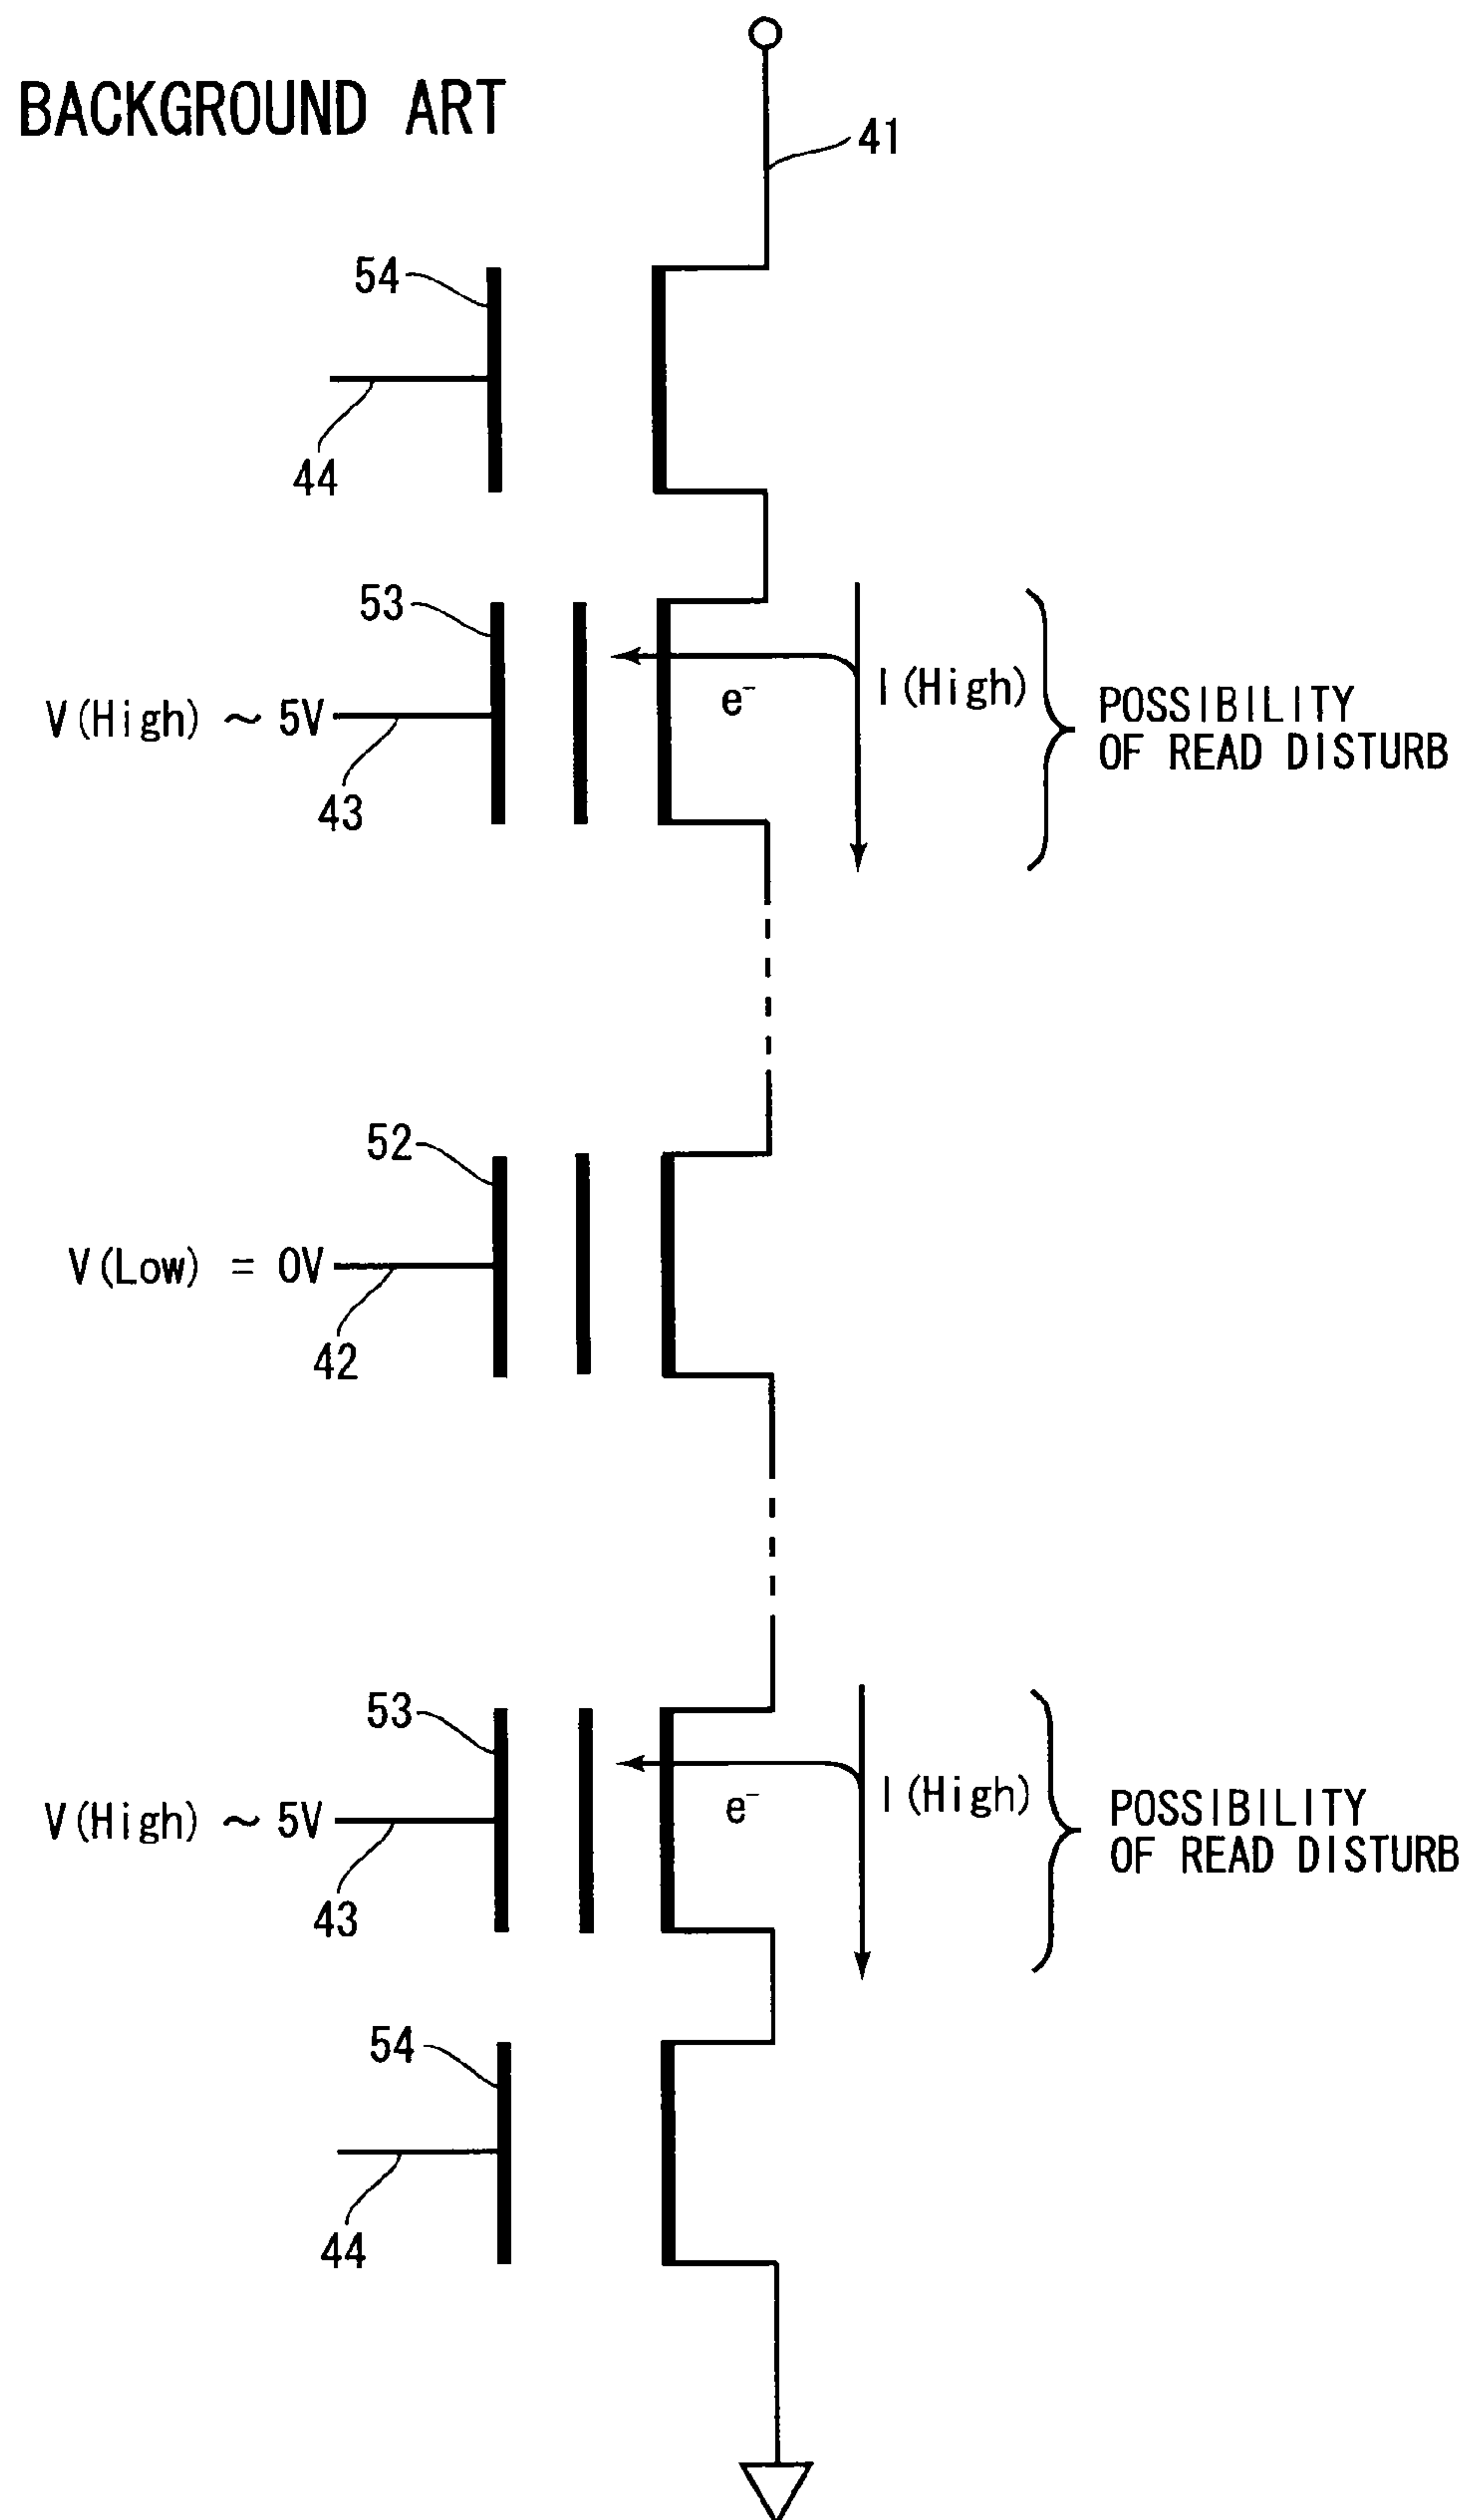 BACKGROUND ART
41
54
44
53
V(High) ~ 5V
43
e⁻
I(High)
POSSIBILITY
OF READ DISTURB
52
V(Low) = 0V
42
53
V(High) ~ 5V
43
e⁻
I(High)
POSSIBILITY
OF READ DISTURB
54
44